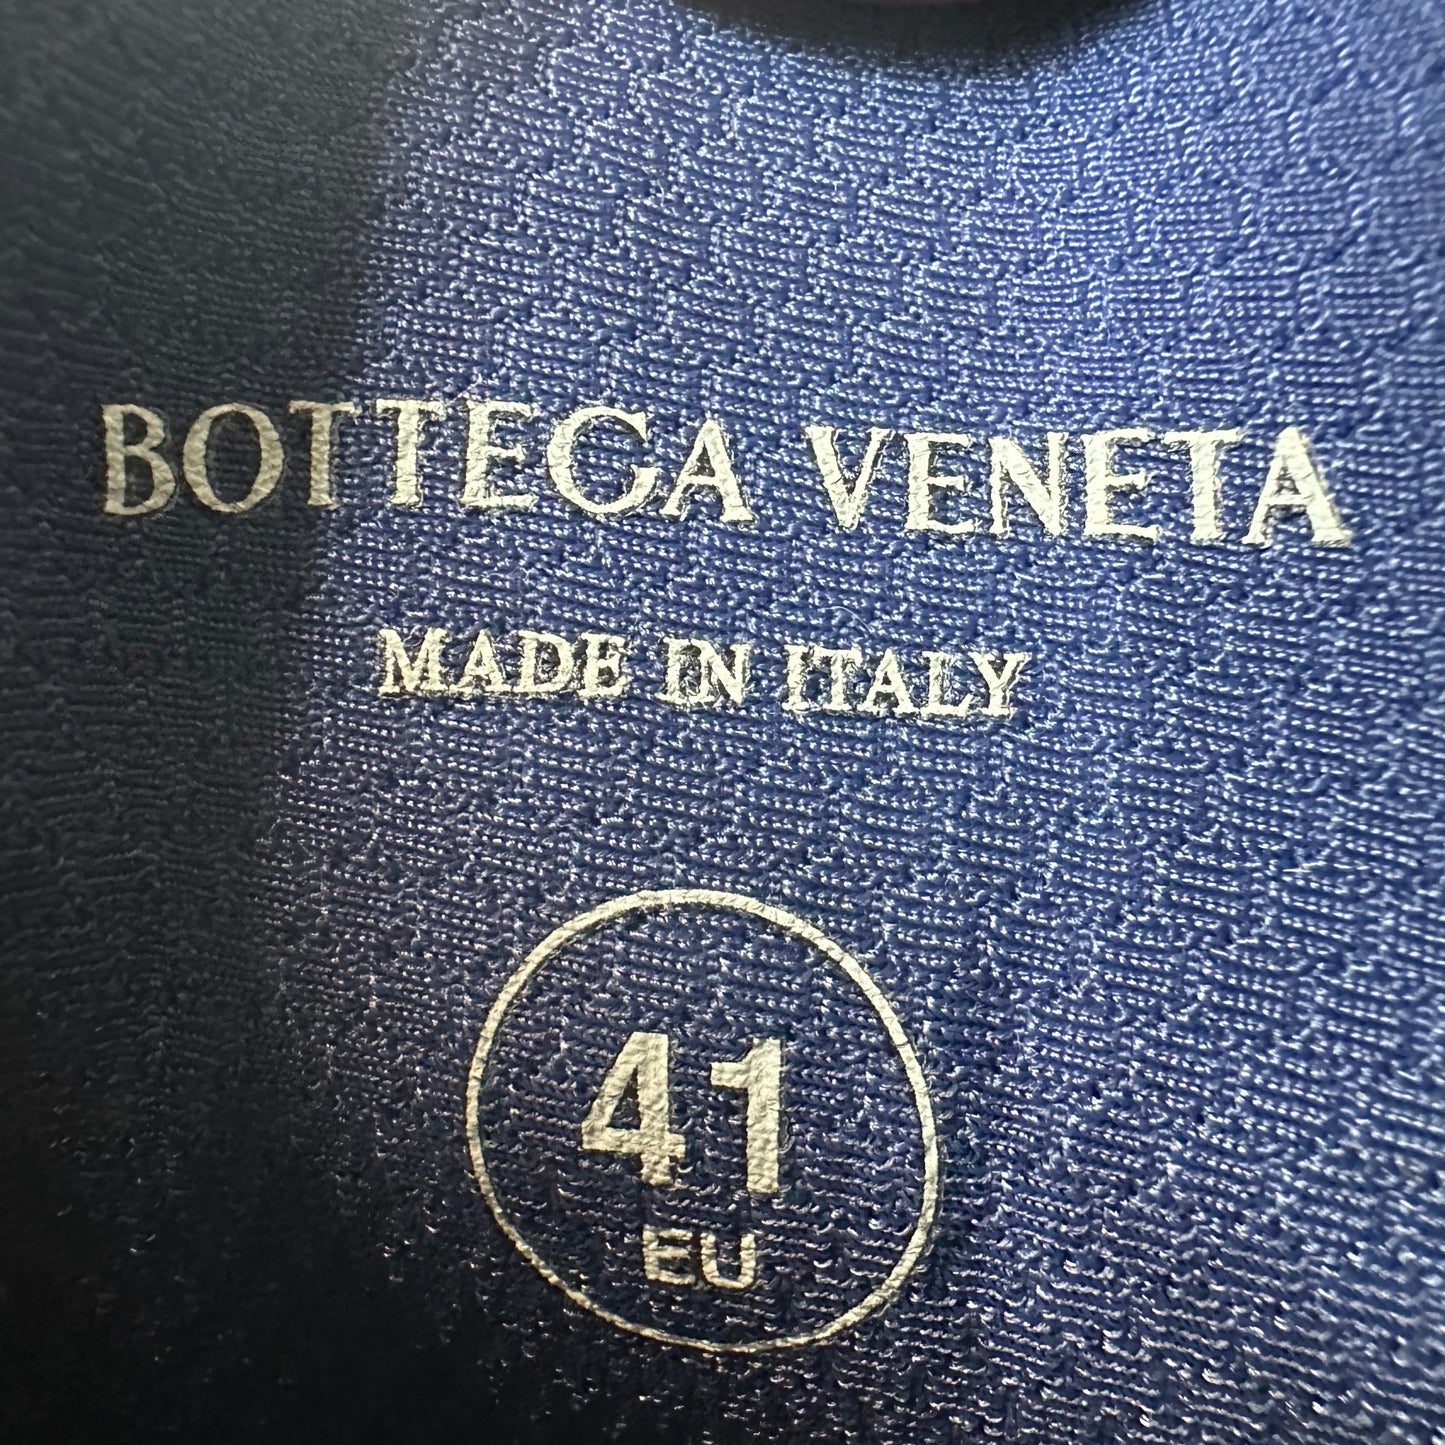 BOTTEGA VENETA
MADE IN ITALY
41
EU